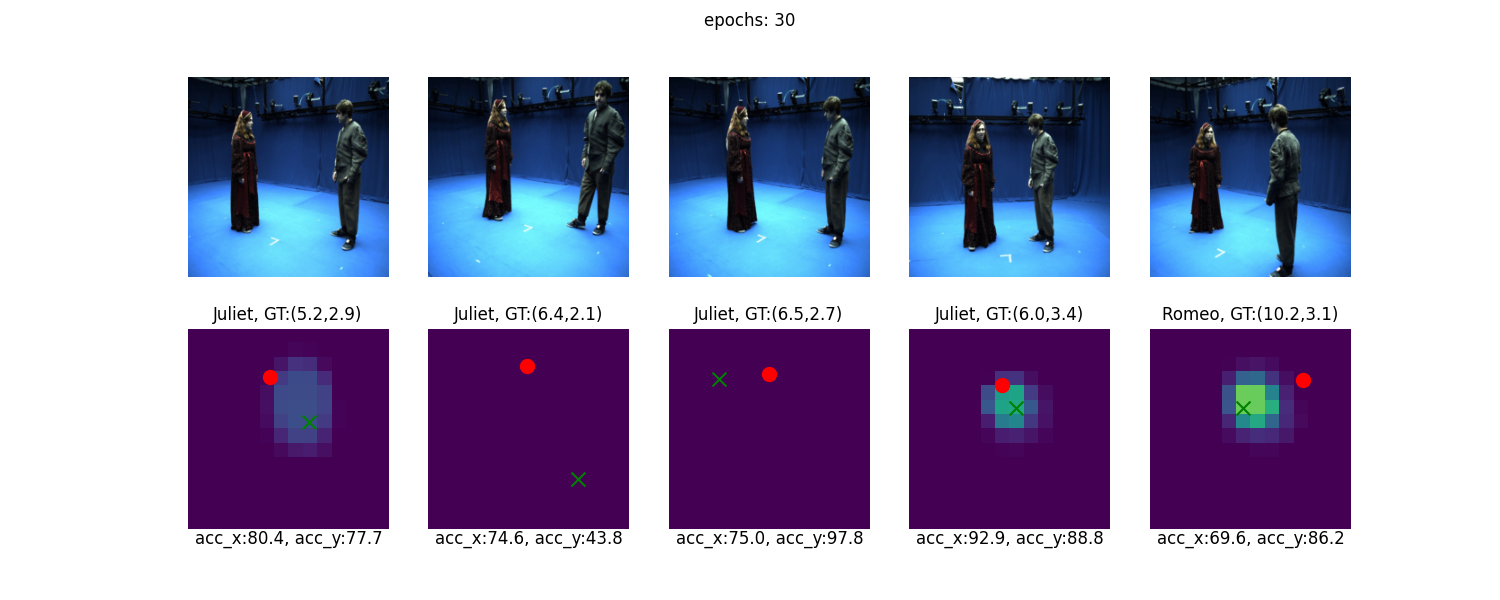 epochs: 30
Juliet, GT:(5.2,2.9)
Juliet, GT:(6.4,2.1)
Juliet, GT:(6.5,2.7)
Juliet, GT:(6.0,3.4)
Romeo, GT:(10.2,3.1)
acc_x:80.4, acc_y:77.7
acc_x:74.6, acc_y:43.8
acc_x:75.0, acc_y:97.8
acc_x:92.9, acc_y:88.8
acc_x:69.6, acc_y:86.2